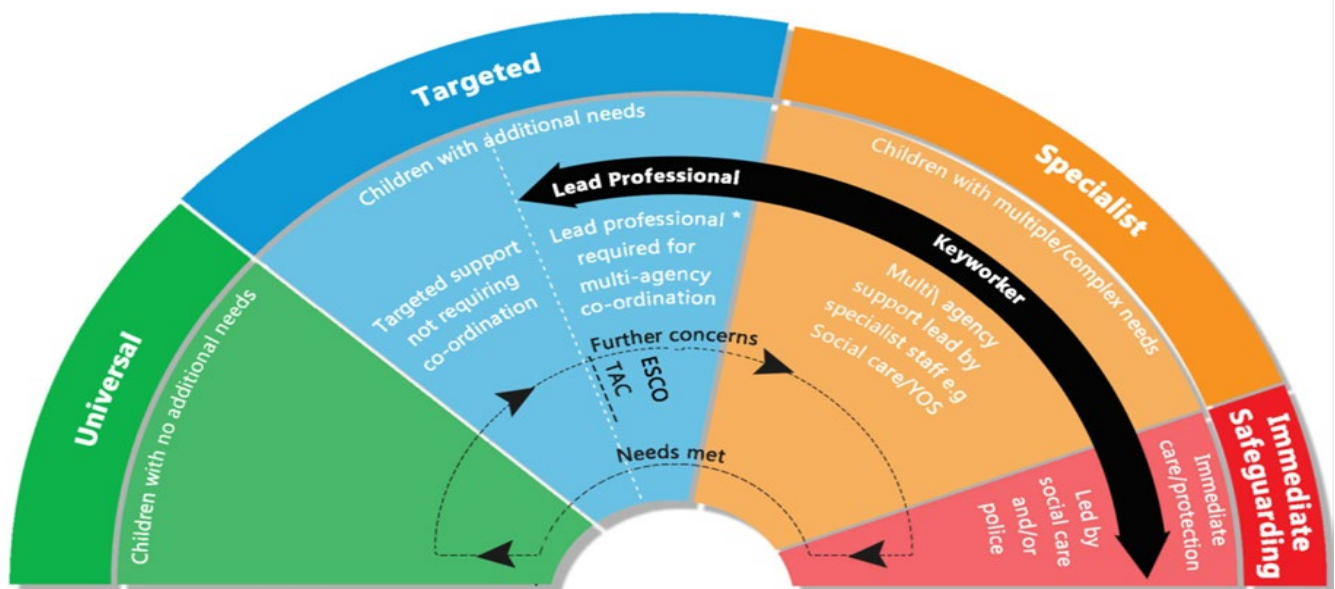 Universal
Children with no additional needs
Targeted
Children with additional needs
Targeted support
not requiring
co-ordination
Lead Professional
Lead professional *
required for
multi-agency
co-ordination
Further concerns
ESCO
TAC
Needs met
Specialist
Children with multiple/complex needs
Keyworker
Multi\ agency
support lead by
specialist staff e.g
Social care/YOS
Immediate
Safeguarding
Immediate
care/protection
Led by
social care
and/or
police